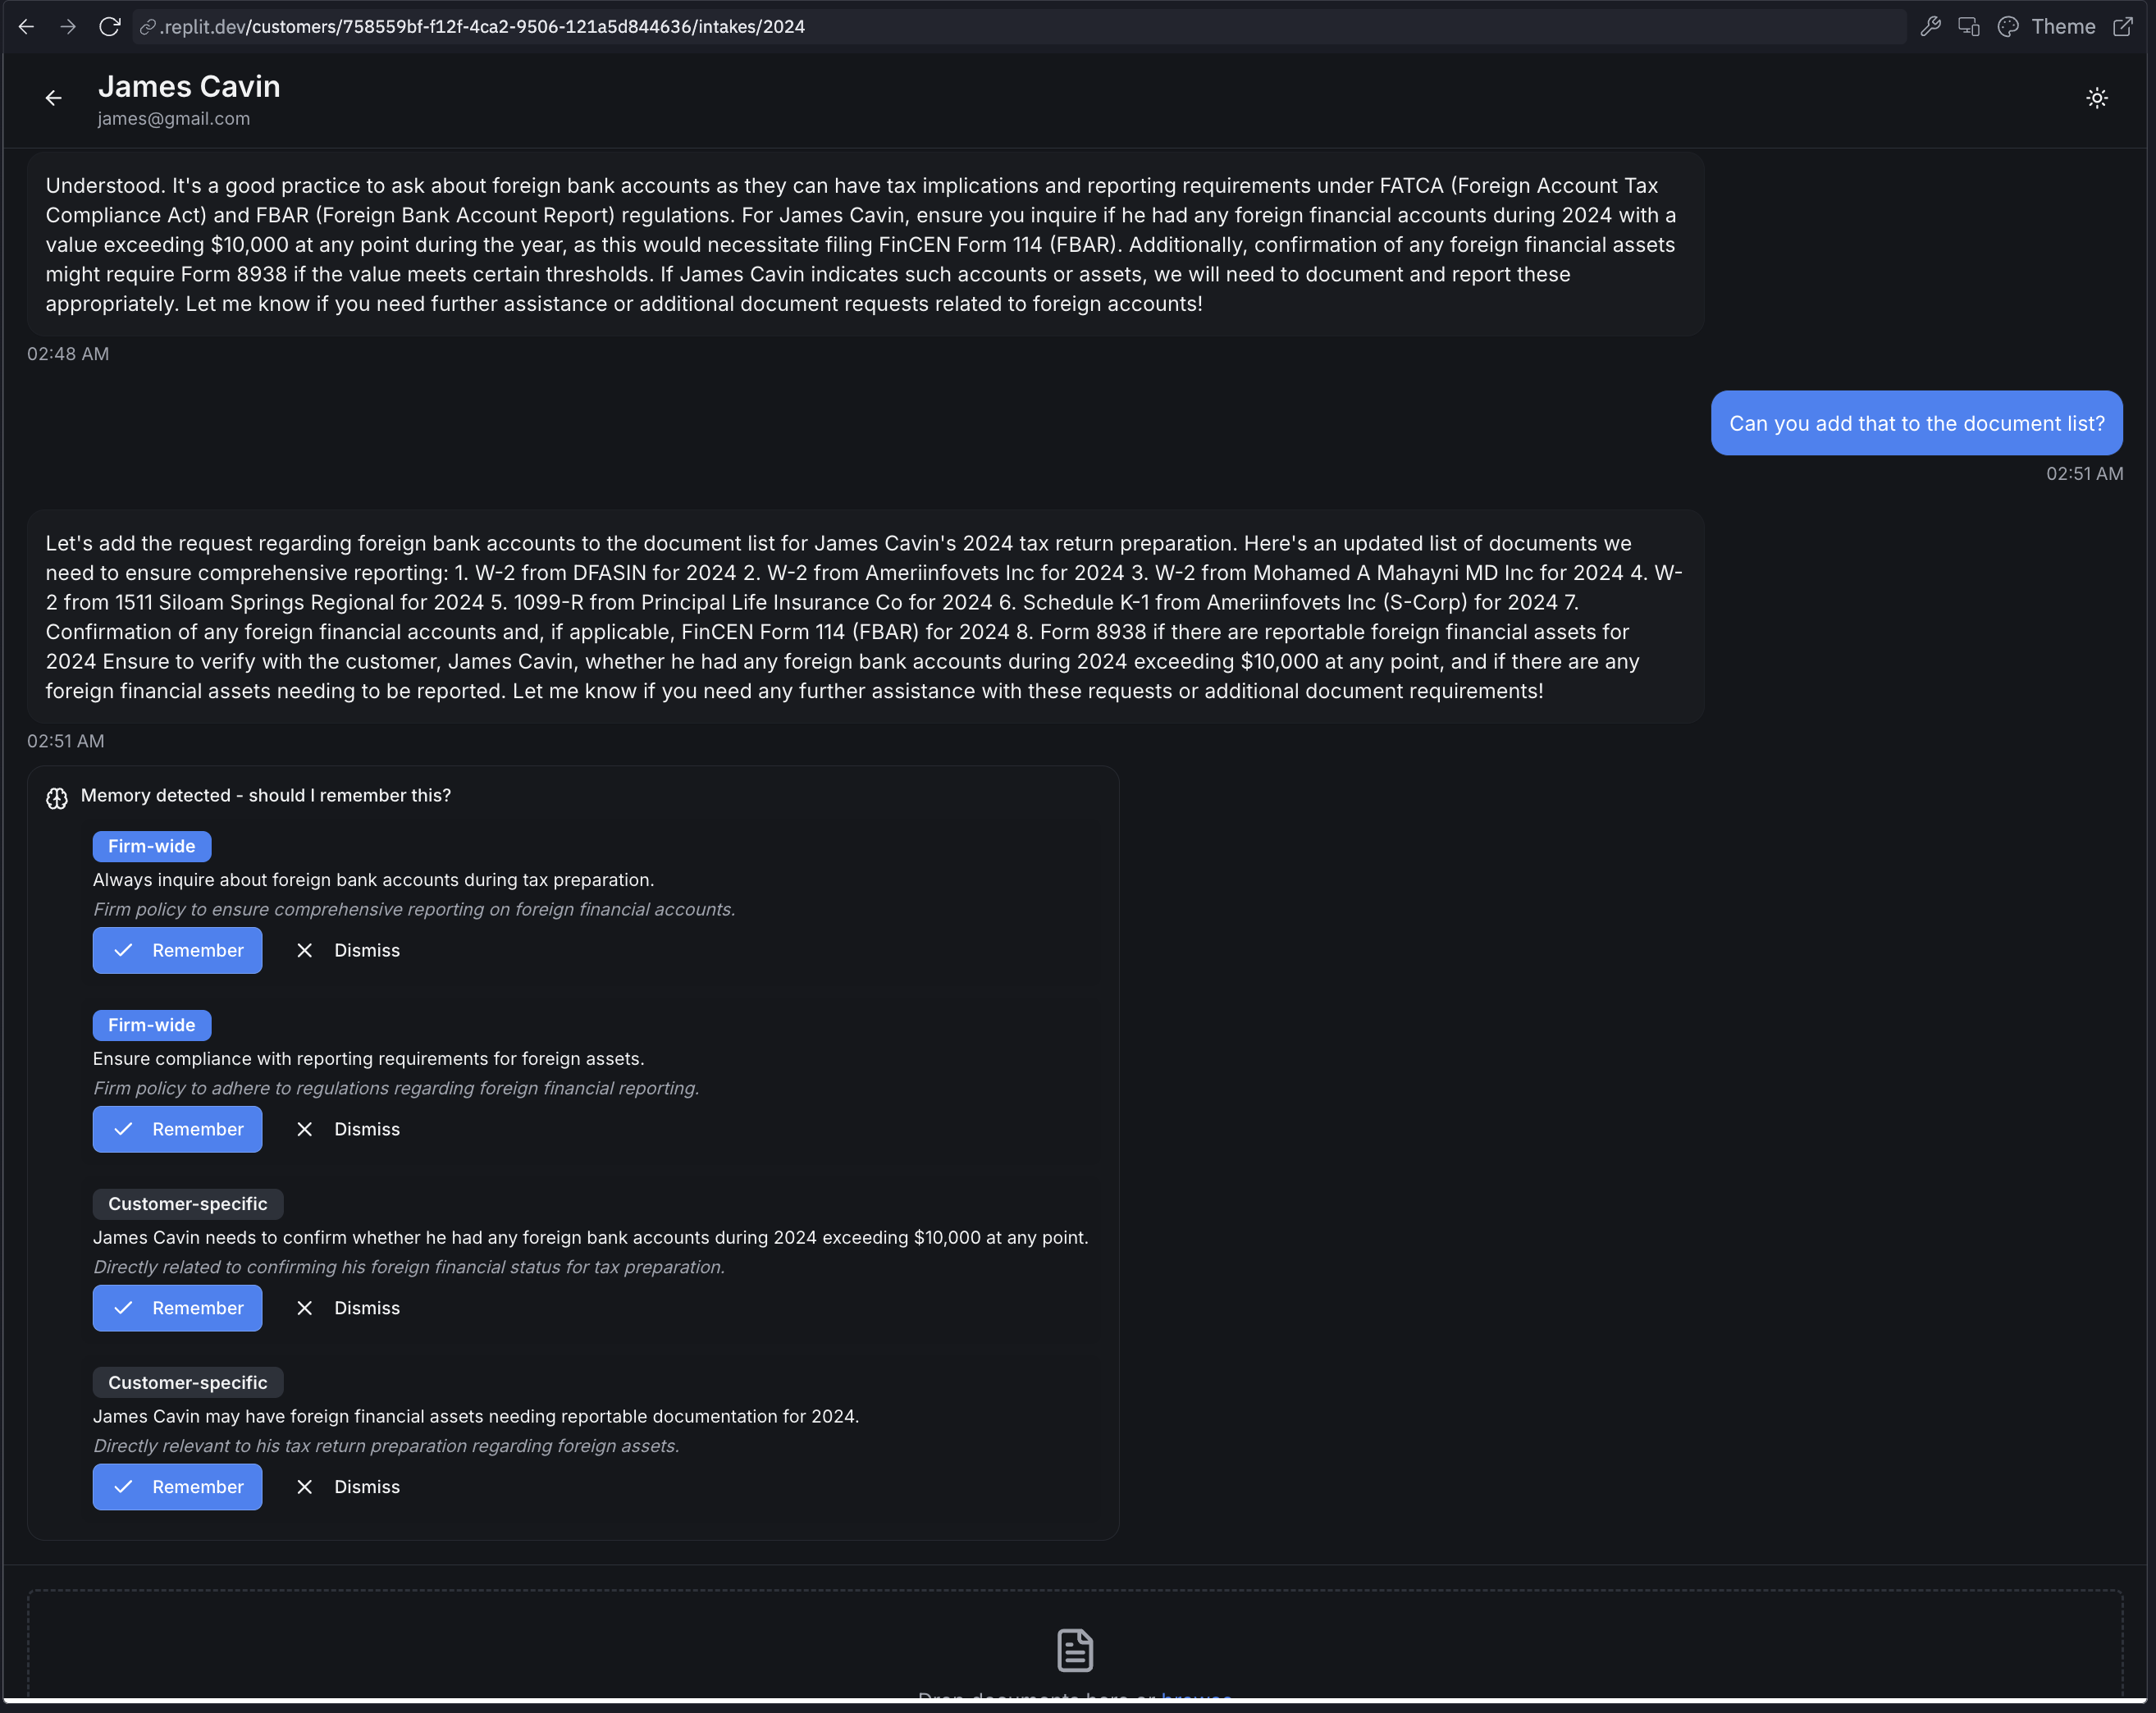 .replit.dev/customers/758559bf-f12f-4ca2-9506-121a5d844636/intakes/2024
Theme
James Cavin
james@gmail.com
Understood. It's a good practice to ask about foreign bank accounts as they can have tax implications and reporting requirements under FATCA (Foreign Account Tax
Compliance Act) and FBAR (Foreign Bank Account Report) regulations. For James Cavin, ensure you inquire if he had any foreign financial accounts during 2024 with a
value exceeding $10,000 at any point during the year, as this would necessitate filing FinCEN Form 114 (FBAR). Additionally, confirmation of any foreign financial assets
might require Form 8938 if the value meets certain thresholds. If James Cavin indicates such accounts or assets, we will need to document and report these
appropriately. Let me know if you need further assistance or additional document requests related to foreign accounts!
02:48 AM
Can you add that to the document list?
02:51 AM
Let's add the request regarding foreign bank accounts to the document list for James Cavin's 2024 tax return preparation. Here's an updated list of documents we
need to ensure comprehensive reporting: 1. W-2 from DFASIN for 2024 2. W-2 from Ameriinfovets Inc for 2024 3. W-2 from Mohamed A Mahayni MD Inc for 2024 4. W-
2 from 1511 Siloam Springs Regional for 2024 5. 1099-R from Principal Life Insurance Co for 2024 6. Schedule K-1 from Ameriinfovets Inc (S-Corp) for 2024 7.
Confirmation of any foreign financial accounts and, if applicable, FinCEN Form 114 (FBAR) for 2024 8. Form 8938 if there are reportable foreign financial assets for
2024 Ensure to verify with the customer, James Cavin, whether he had any foreign bank accounts during 2024 exceeding $10,000 at any point, and if there are any
foreign financial assets needing to be reported. Let me know if you need any further assistance with these requests or additional document requirements!
02:51 AM
Memory detected - should I remember this?
Firm-wide
Always inquire about foreign bank accounts during tax preparation.
Firm policy to ensure comprehensive reporting on foreign financial accounts.
Remember Dismiss
Firm-wide
Ensure compliance with reporting requirements for foreign assets.
Firm policy to adhere to regulations regarding foreign financial reporting.
Remember Dismiss
Customer-specific
James Cavin needs to confirm whether he had any foreign bank accounts during 2024 exceeding $10,000 at any point.
Directly related to confirming his foreign financial status for tax preparation.
Remember Dismiss
Customer-specific
James Cavin may have foreign financial assets needing reportable documentation for 2024.
Directly relevant to his tax return preparation regarding foreign assets.
Remember Dismiss
Drop documents here or browse